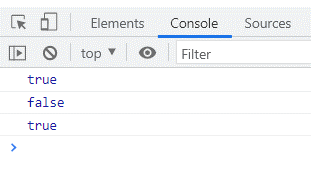 Elements Console Sources
top ▼ Filter
true
false
true